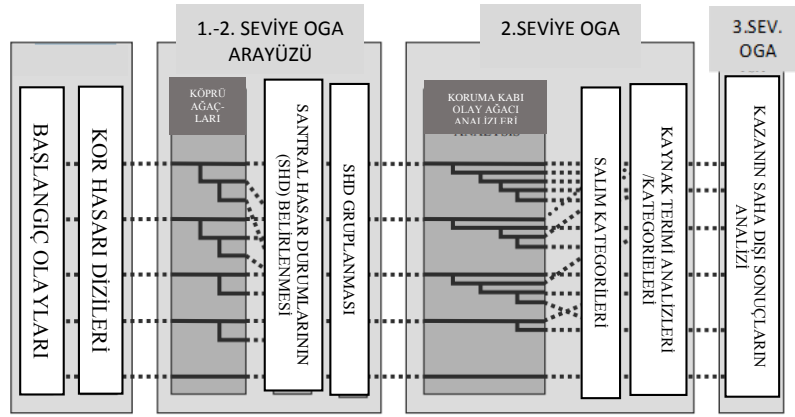 1.-2. SEVİYE OGA
ARAYÜZÜ
2.SEVİYE OGA
3.SEV.
OGA
BAŞLANGIÇ OLAYLARI
KOR HASARI DİZİLERİ
KÖPRÜ
AĞAÇ-
LARI
SANTRAL HASAR DURUMLARININ
(SHD) BELİRLENMESİ
SHD GRUPLANMASI
KORUMA KABI
OLAY AĞACI
ANALİZLERİ
SALIM KATEGORİLERİ
KAYNAK TERİMİ ANALİZLERİ
/KATEGORİELERİ
KAZANIN SAHA DIŞI SONUÇLARIN
ANALİZİ